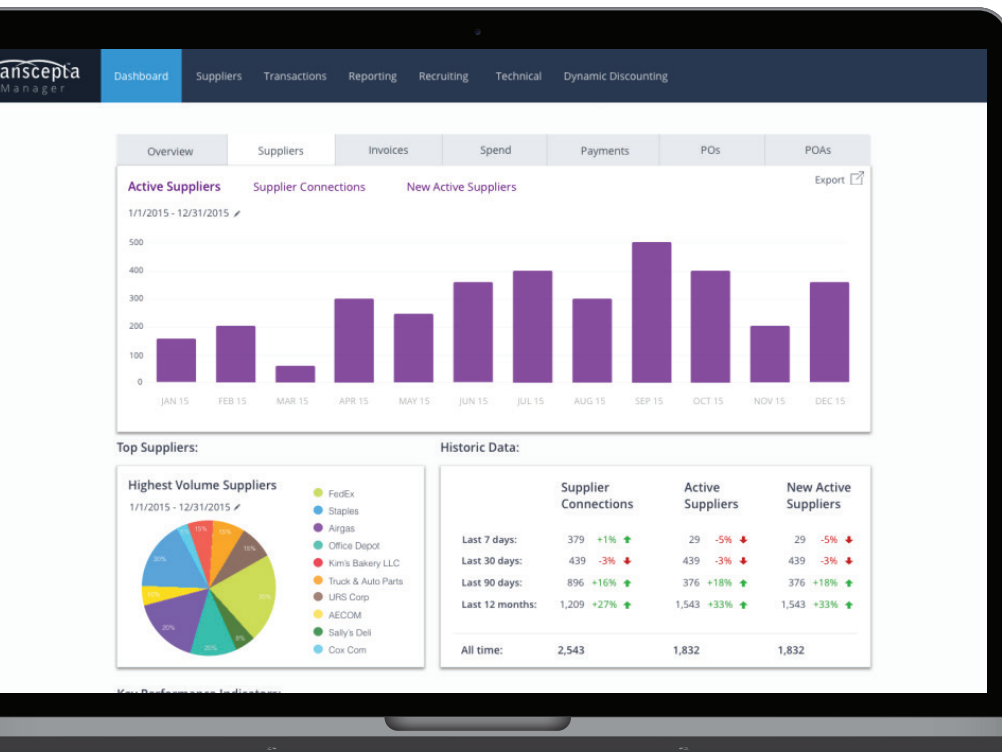 anscepta
Manager
Dashboard Suppliers Transactions Reporting Recruiting Technical Dynamic Discounting
Overview Suppliers Invoices Spend Payments POs POAs
Active Suppliers Supplier Connections New Active Suppliers Export
1/1/2015 - 12/31/2015
500
400
300
200
100
0
JAN 15 FEB 15 MAR 15 APR 15 MAY 15 JUN 15 JUL 15 AUG 15 SEP 15 OCT 15 NOV 15 DEC 15
Top Suppliers:
Highest Volume Suppliers
1/1/2015 - 12/31/2015
15% 15%
15%
20%
20%
20%
20%
FedEx
Staples
Airgas
Office Depot
Kim's Bakery LLC
Truck & Auto Parts
URS Corp
AECOM
Sally's Deli
Cox Com
Historic Data:
Supplier Connections Active Suppliers New Active Suppliers
Last 7 days: 379 +1% 29 -5% 29 -5%
Last 30 days: 439 -3% 439 -3% 439 -3%
Last 90 days: 896 +16% 376 +18% 376 +18%
Last 12 months: 1,209 +27% 1,543 +33% 1,543 +33%
All time: 2,543 1,832 1,832